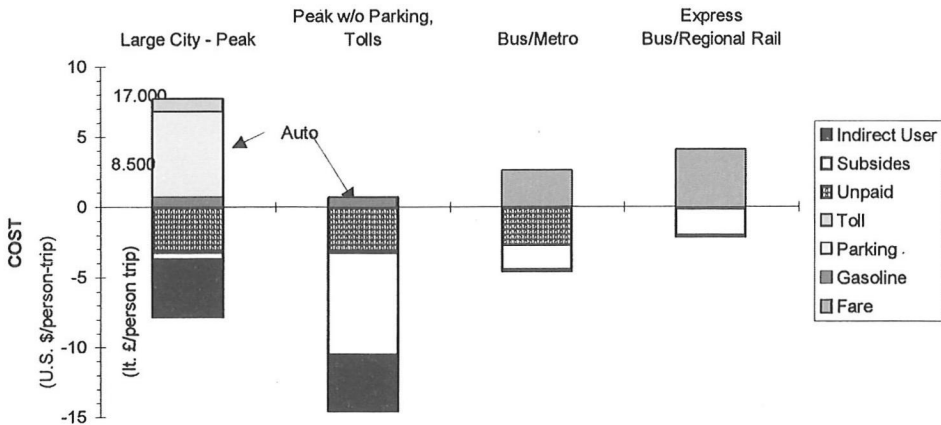 Large City - Peak
Peak w/o Parking,
Tolls
Bus/Metro
Express
Bus/Regional Rail
10
5
0
-5
-10
-15
17.000
8.500
Auto
COST
(U.S. $/person-trip)
(It. £/person trip)
Indirect User
Subsides
Unpaid
Toll
Parking
Gasoline
Fare